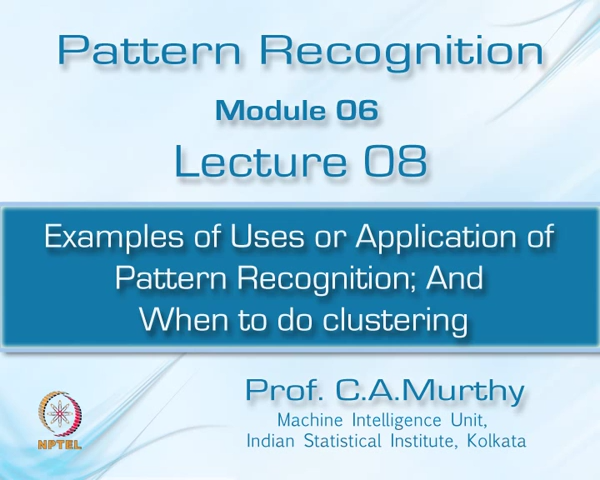 Pattern Recognition
Module 06
Lecture 08
Examples of Uses or Application of
Pattern Recognition; And
When to do clustering
Prof. C.A.Murthy
Machine Intelligence Unit,
Indian Statistical Institute, Kolkata
NPTEL